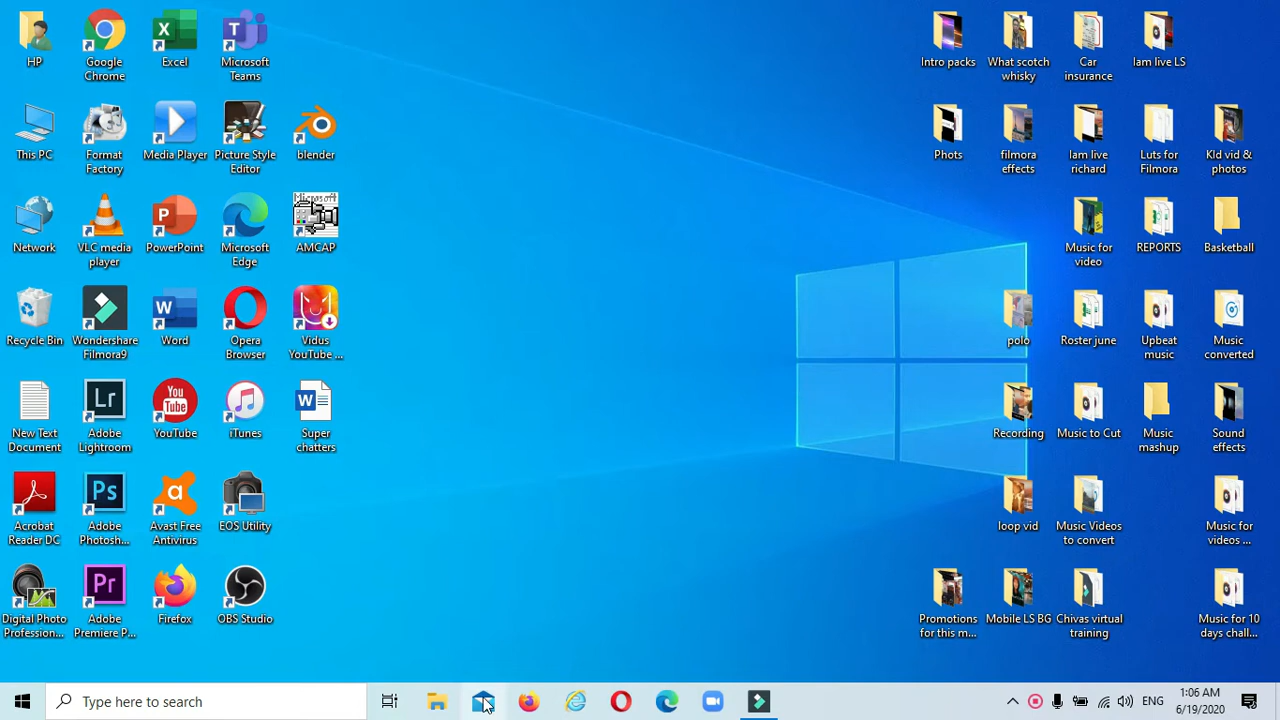 HP
Google
Chrome
Excel
Microsoft
Teams
This PC
Format
Factory
Media Player
Picture Style
Editor
blender
Network
VLC media
player
PowerPoint
Microsoft
Edge
Microsoft
AMCAP
Recycle Bin
Wondershare
Filmora9
Word
Opera
Browser
Vidus
YouTube ...
New Text
Document
Lr
Adobe
Lightroom
You
Tube
YouTube
iTunes
Super
chatters
Acrobat
Reader DC
Ps
Adobe
Photosh...
Avast Free
Antivirus
EOS Utility
Digital Photo
Profession...
Pr
Adobe
Premiere P...
Firefox
OBS Studio
Intro packs
What scotch
whisky
Car
insurance
Iam live LS
Phots
filmora
effects
Iam live
richard
Luts for
Filmora
KId vid &
photos
Music for
video
REPORTS
Basketball
polo
Roster june
Upbeat
music
Music
converted
Recording
Music to Cut
Music
mashup
Sound
effects
loop vid
Music Videos
to convert
Music for
videos ...
Promotions
for this m...
Mobile LS BG
Chivas virtual
training
Music for 10
days chall...
Type here to search
ENG
1:06 AM
6/19/2020